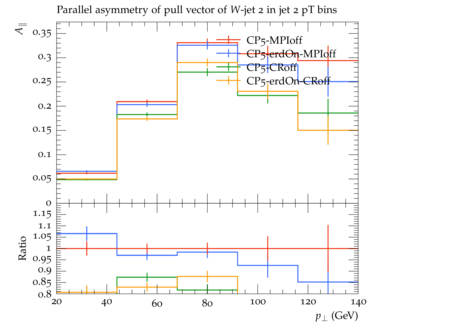 Parallel asymmetry of pull vector of W-jet 2 in jet 2 pT bins
A∥
CP5-MPIoff
CP5-erdOn-MPIoff
CP5-CRoff
CP5-erdOn-CRoff
0.35
0.3
0.25
0.2
0.15
0.1
0.05
0
1.15
1.1
1.05
1
0.95
0.9
0.85
0.8
Ratio
20 40 60 80 100 120 140
p⊥ (GeV)